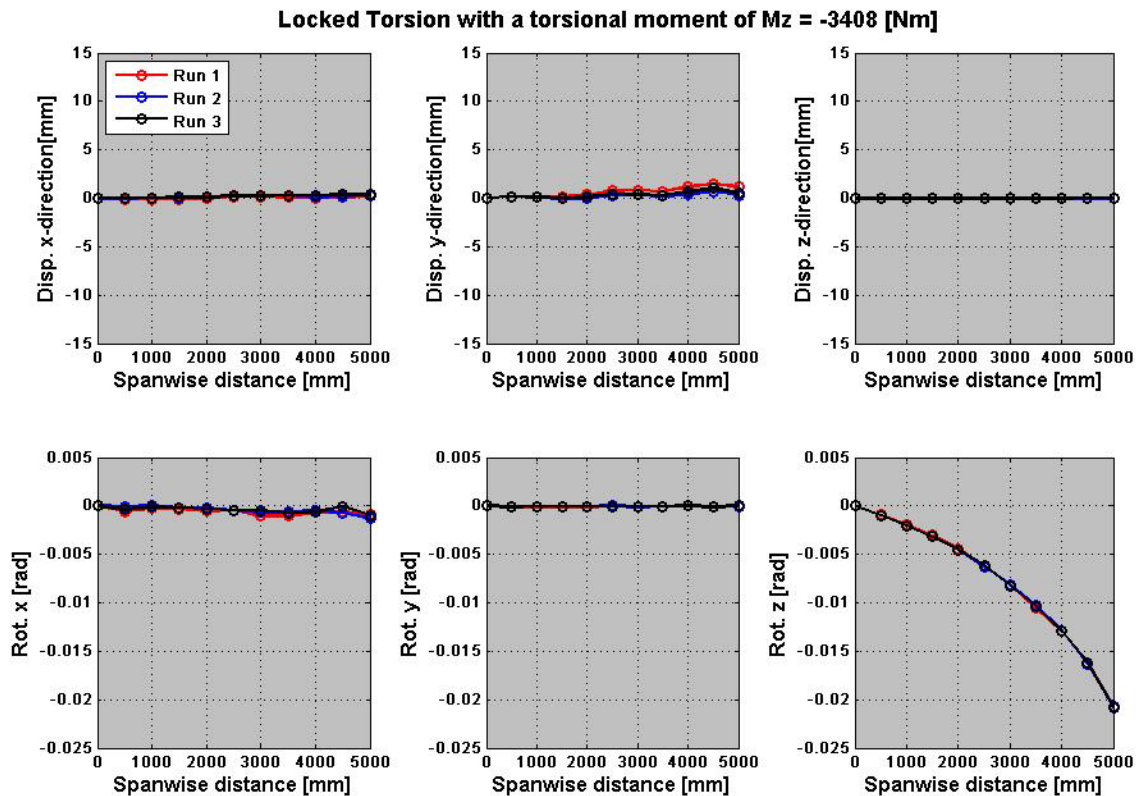 Locked Torsion with a torsional moment of Mz = -3408 [Nm]
15
10
5
0
-5
-10
-15
Disp. x-direction[mm]
Run 1
Run 2
Run 3
0 1000 2000 3000 4000 5000
Spanwise distance [mm]
15
10
5
0
-5
-10
-15
Disp. y-direction[mm]
0 1000 2000 3000 4000 5000
Spanwise distance [mm]
15
10
5
0
-5
-10
-15
Disp. z-direction[mm]
0 1000 2000 3000 4000 5000
Spanwise distance [mm]
0.005
0
-0.005
-0.01
-0.015
-0.02
-0.025
Rot. x [rad]
0 1000 2000 3000 4000 5000
Spanwise distance [mm]
0.005
0
-0.005
-0.01
-0.015
-0.02
-0.025
Rot. y [rad]
0 1000 2000 3000 4000 5000
Spanwise distance [mm]
0.005
0
-0.005
-0.01
-0.015
-0.02
-0.025
Rot. z [rad]
0 1000 2000 3000 4000 5000
Spanwise distance [mm]